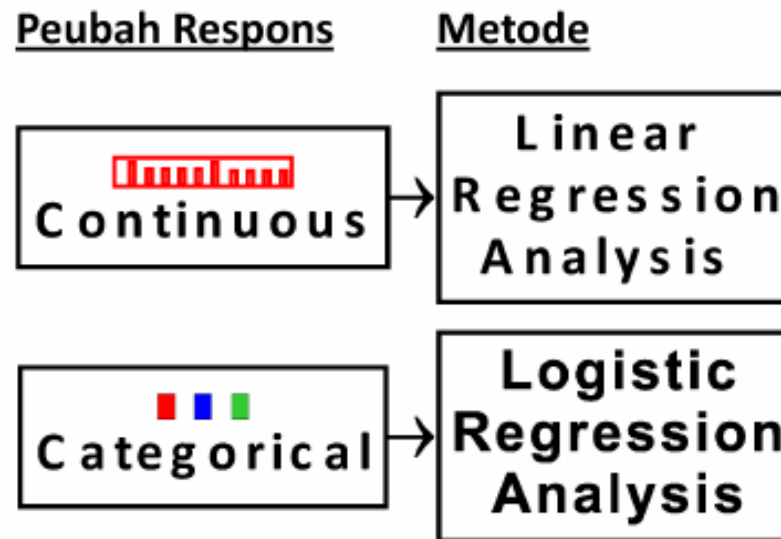 Peubah Respons
Metode
Continuous
Linear
Regression
Analysis
Categorical
Logistic
Regression
Analysis